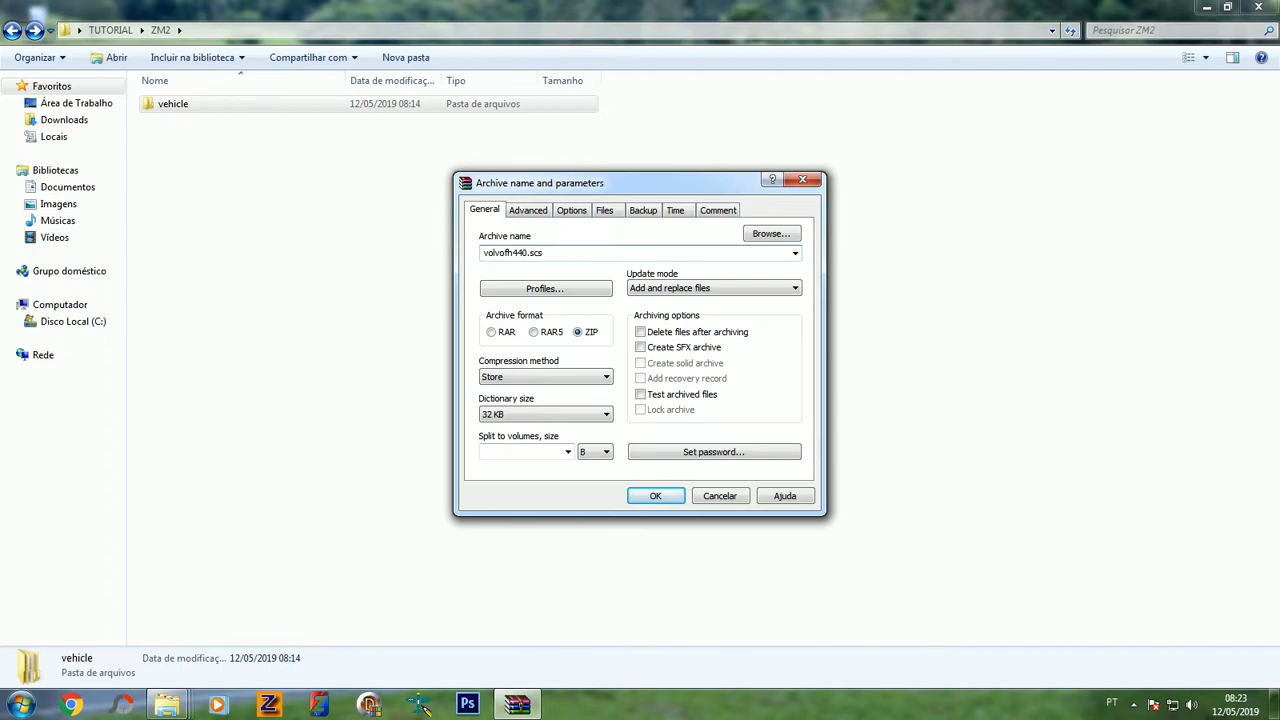 TUTORIAL ZM2
Pesquisar ZM2
Organizar Abrir Incluir na biblioteca Compartilhar com Nova pasta
Favoritos
Área de Trabalho
Downloads
Locais
Bibliotecas
Documentos
Imagens
Músicas
Vídeos
Grupo doméstico
Computador
Disco Local (C:)
Rede
Nome Data de modificaç... Tipo Tamanho
vehicle 12/05/2019 08:14 Pasta de arquivos
Archive name and parameters
General Advanced Options Files Backup Time Comment
Archive name
Browse...
volvofh440.scs
Profiles...
Update mode
Add and replace files
Archive format
RAR RAR5 ZIP
Compression method
Store
Dictionary size
32 KB
Split to volumes, size
B
Archiving options
Delete files after archiving
Create SFX archive
Create solid archive
Add recovery record
Test archived files
Lock archive
Set password...
OK Cancelar Ajuda
vehicle Data de modificaç... 12/05/2019 08:14
Pasta de arquivos
Ps
PT
08:23
12/05/2019